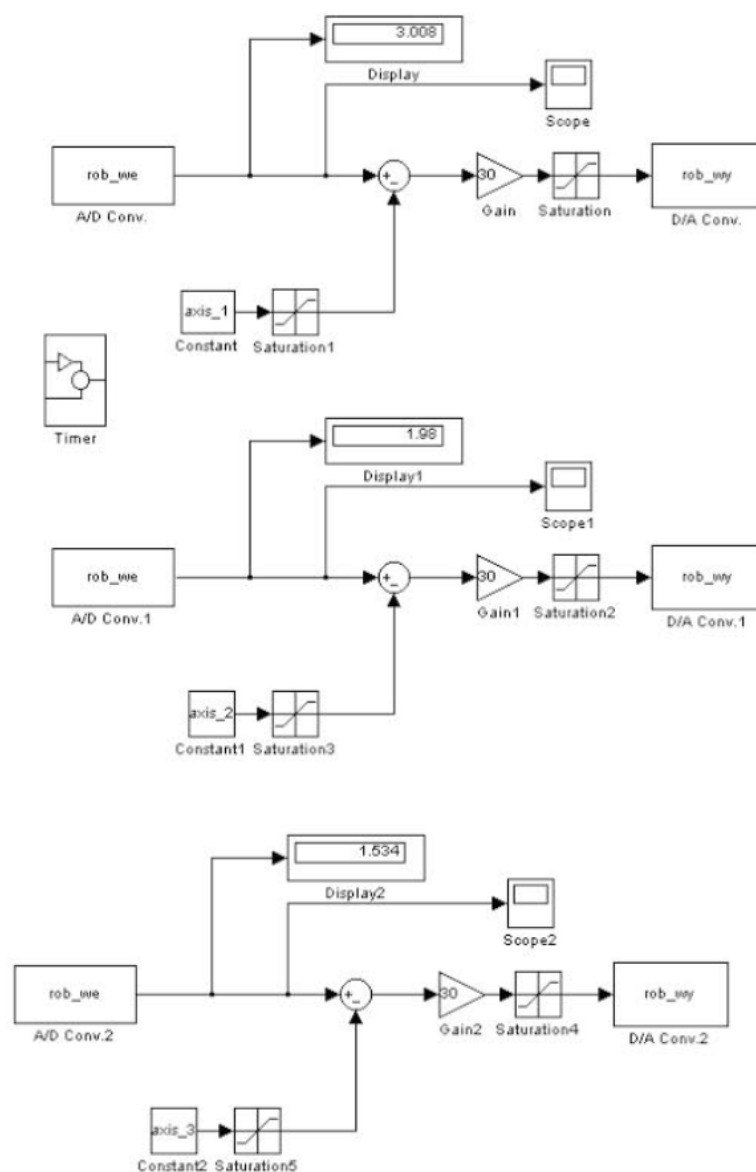 3.008
Display
Scope
rob_we
+-
30
rob_wy
A/D Conv.
Gain
Saturation
D/A Conv.
axis_1
Constant
Saturation1
Timer
1.98
Display1
Scope1
rob_we
+-
30
rob_wy
A/D Conv.1
Gain1
Saturation2
D/A Conv.1
axis_2
Constant1
Saturation3
1.534
Display2
Scope2
rob_we
+-
30
rob_wy
A/D Conv.2
Gain2
Saturation4
D/A Conv.2
axis_3
Constant2
Saturation5